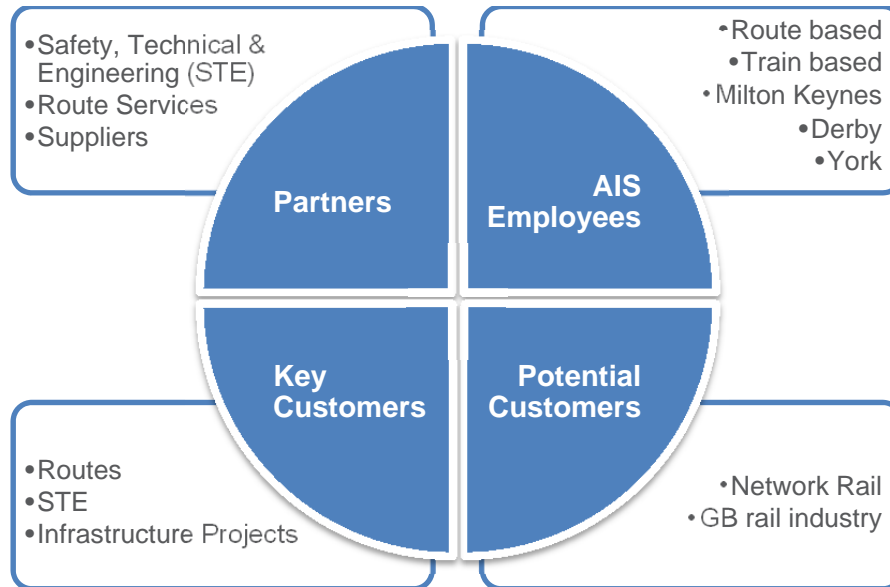 •Safety, Technical &
Engineering (STE)
•Route Services
•Suppliers
•Route based
•Train based
•Milton Keynes
•Derby
•York
Partners
AIS
Employees
Key
Customers
Potential
Customers
•Routes
•STE
•Infrastructure Projects
•Network Rail
•GB rail industry